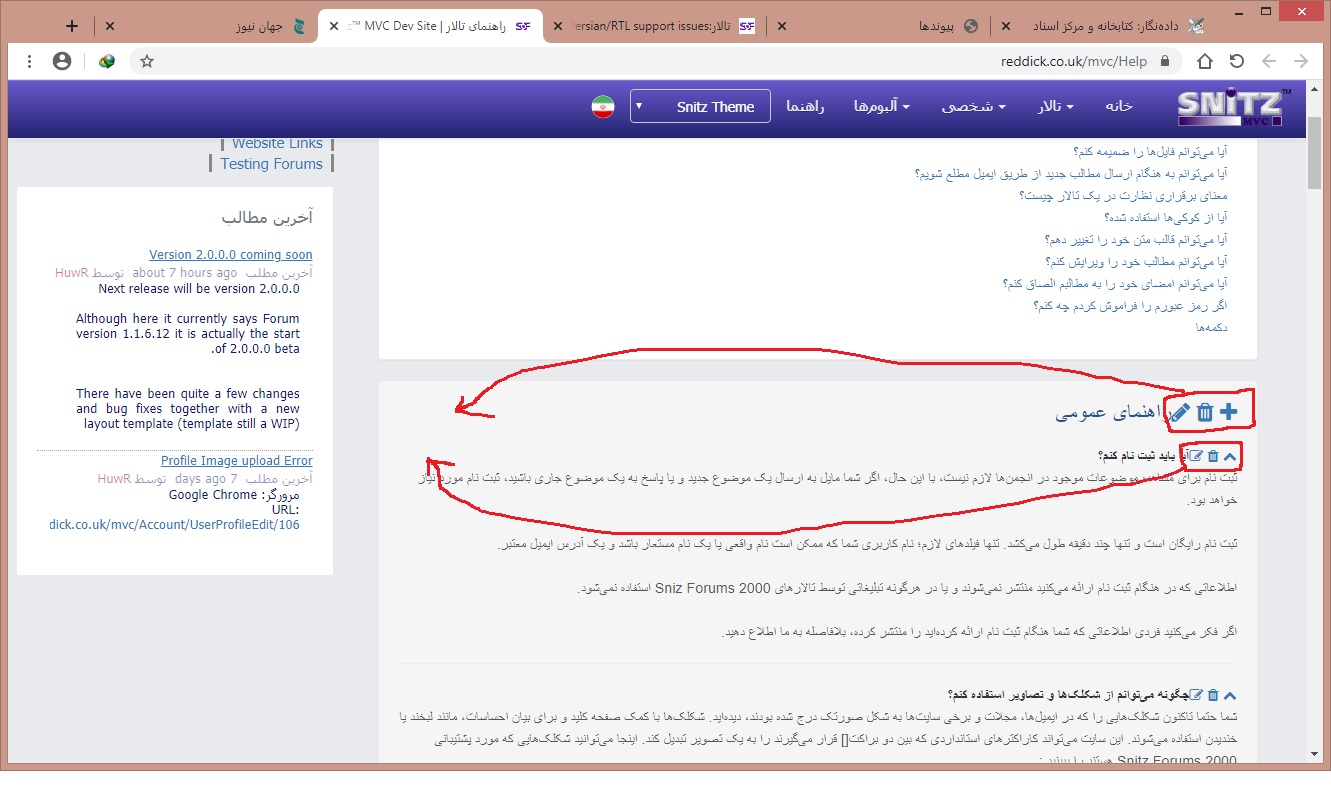 داده‌نگار: کتابخانه و مرکز اسناد
پیوندها
تالار:Persian/RTL support issues
راهنمای تالار | MVC Dev Site
جهان نیوز
reddick.co.uk/mvc/Help
SNiTZ™ MVC
خانه
تالار
شخصی
آلبوم‌ها
راهنما
Snitz Theme
آیا می‌توانم فایل‌ها را ضمیمه کنم؟
آیا می‌توانم به هنگام ارسال مطالب جدید از طریق ایمیل مطلع شویم؟
معنای برقراری نظارت در یک تالار چیست؟
آیا از کوکی‌ها استفاده شده؟
آیا می‌توانم قالب متن خود را تغییر دهم؟
آیا می‌توانم مطالب خود را ویرایش کنم؟
آیا می‌توانم امضای خود را به مطالبم الصاق کنم؟
اگر رمز عبورم را فراموش کردم چه کنم؟
دکمه‌ها
راهنمای عمومی
آیا باید ثبت نام کنم؟
ثبت نام برای مشاهده موضوعات موجود در انجمن‌ها لازم نیست، با این حال، اگر شما مایل به ارسال یک موضوع جدید و یا پاسخ به یک موضوع جاری باشید، ثبت نام مورد نیاز
خواهد بود.
ثبت نام رایگان است و تنها چند دقیقه طول می‌کشد. تنها فیلدهای لازم؛ نام کاربری شما که ممکن است نام واقعی یا یک نام مستعار باشد و یک آدرس ایمیل معتبر.
اطلاعاتی که در هنگام ثبت نام ارائه می‌کنید منتشر نمی‌شوند و یا در هرگونه تبلیغاتی توسط تالارهای Sniz Forums 2000 استفاده نمی‌شود.
اگر فکر می‌کنید فردی اطلاعاتی که شما هنگام ثبت نام ارائه کرده‌اید را منتشر کرده، بلافاصله به ما اطلاع دهید.
چگونه می‌توانم از شکلک‌ها و تصاویر استفاده کنم؟
شما حتما تاکنون شکلک‌هایی را که در ایمیل‌ها، مجلات و برخی سایت‌ها به شکل صورتک درج شده بودند، دیده‌اید. شکلک‌ها با کمک صفحه کلید و برای بیان احساسات، مانند لبخند یا
خندیدن استفاده می‌شوند. این سایت می‌تواند کاراکترهای استانداردی که بین دو براکت[] قرار می‌گیرند را به یک تصویر تبدیل کند. اینجا می‌توانید شکلک‌هایی که مورد پشتیبانی
Snitz Forums 2000 هستند را ببینید :
Website Links
Testing Forums
آخرین مطالب
Version 2.0.0.0 coming soon
آخرین مطلب about 7 hours ago توسط HuwR
Next release will be version 2.0.0.0
Although here it currently says Forum
version 1.1.6.12 it is actually the start
of 2.0.0.0 beta.
There have been quite a few changes
and bug fixes together with a new
layout template (template still a WIP)
Profile Image upload Error
آخرین مطلب 7 days ago توسط HuwR
مرورگر: Google Chrome
URL:
dick.co.uk/mvc/Account/UserProfileEdit/106